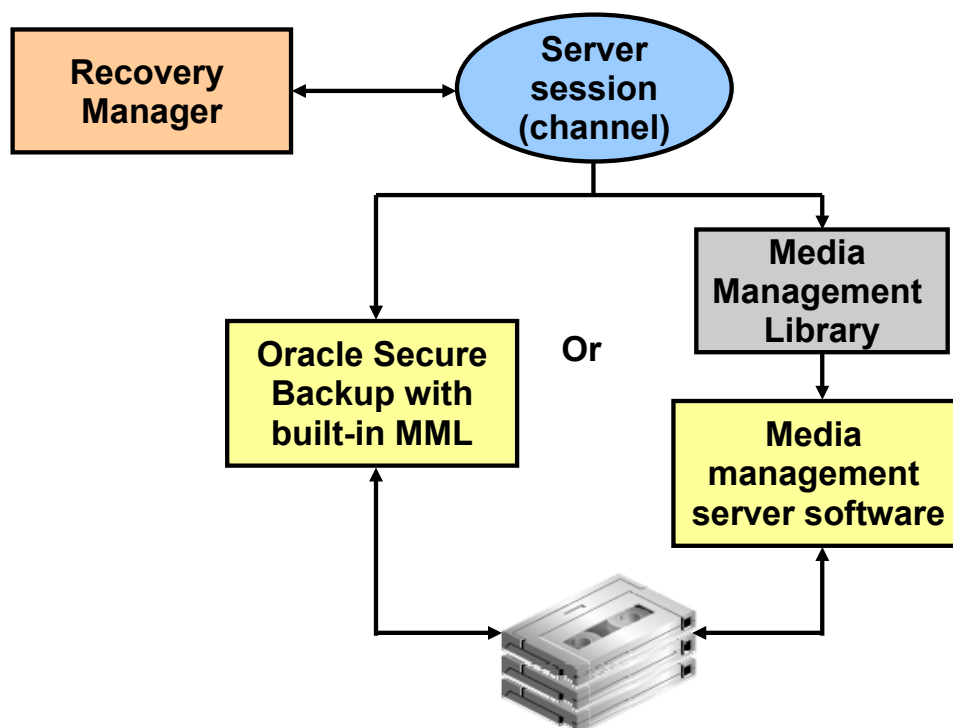 Recovery
Manager
Server
session
(channel)
Media
Management
Library
Oracle Secure
Backup with
built-in MML
Or
Media
management
server software